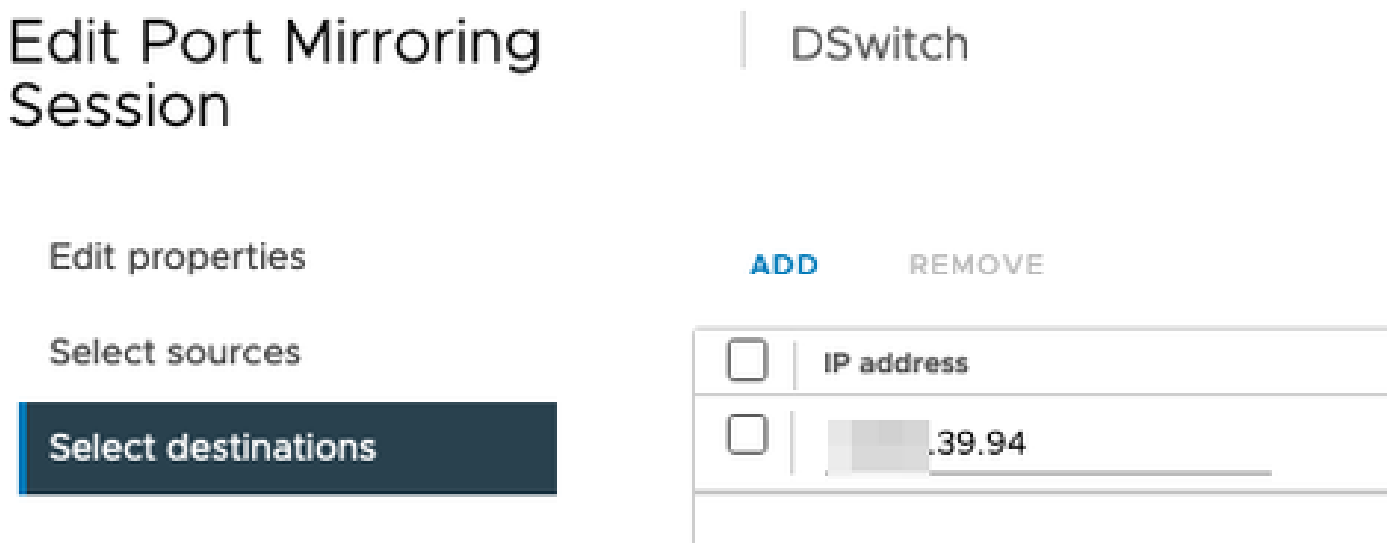 Edit Port Mirroring
Session
DSwitch
Edit properties
Select sources
Select destinations
ADD REMOVE
IP address
.39.94